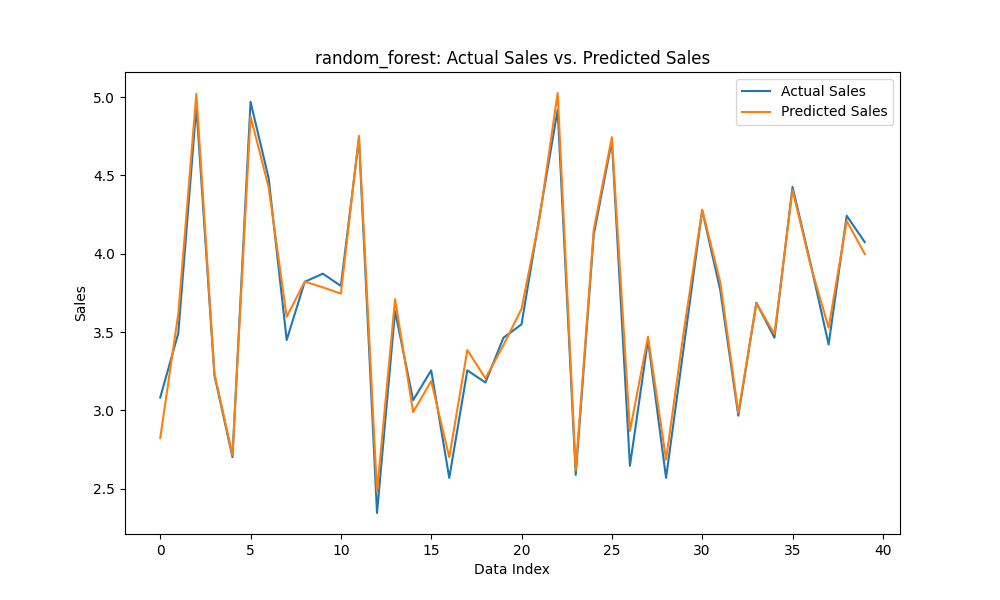 random_forest: Actual Sales vs. Predicted Sales
Actual Sales
Predicted Sales
5.0
4.5
4.0
3.5
3.0
2.5
Sales
0 5 10 15 20 25 30 35 40
Data Index